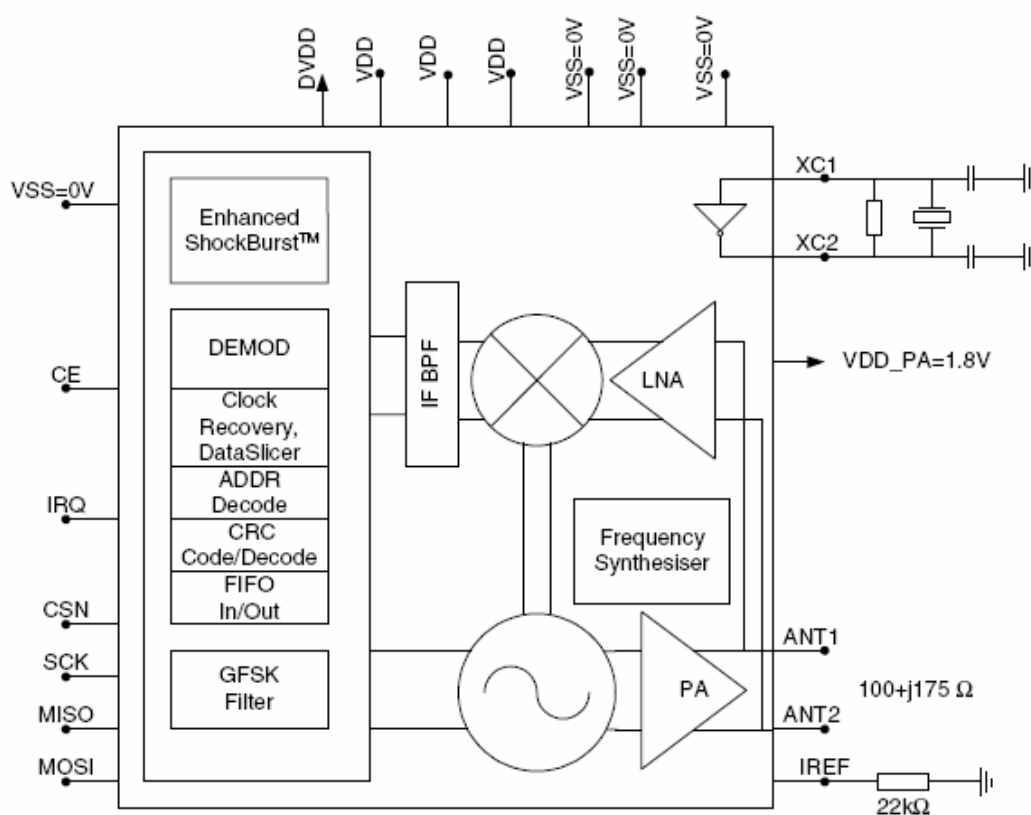 DVDD
VDD
VDD
VDD
VSS=0V
VSS=0V
VSS=0V
VSS=0V
CE
IRQ
CSN
SCK
MISO
MOSI
Enhanced
ShockBurst™
DEMOD
Clock
Recovery,
DataSlicer
ADDR
Decode
CRC
Code/Decode
FIFO
In/Out
GFSK
Filter
IF BPF
LNA
Frequency
Synthesiser
PA
XC1
XC2
VDD_PA=1.8V
ANT1
100+j175 Ω
ANT2
IREF
22kΩ